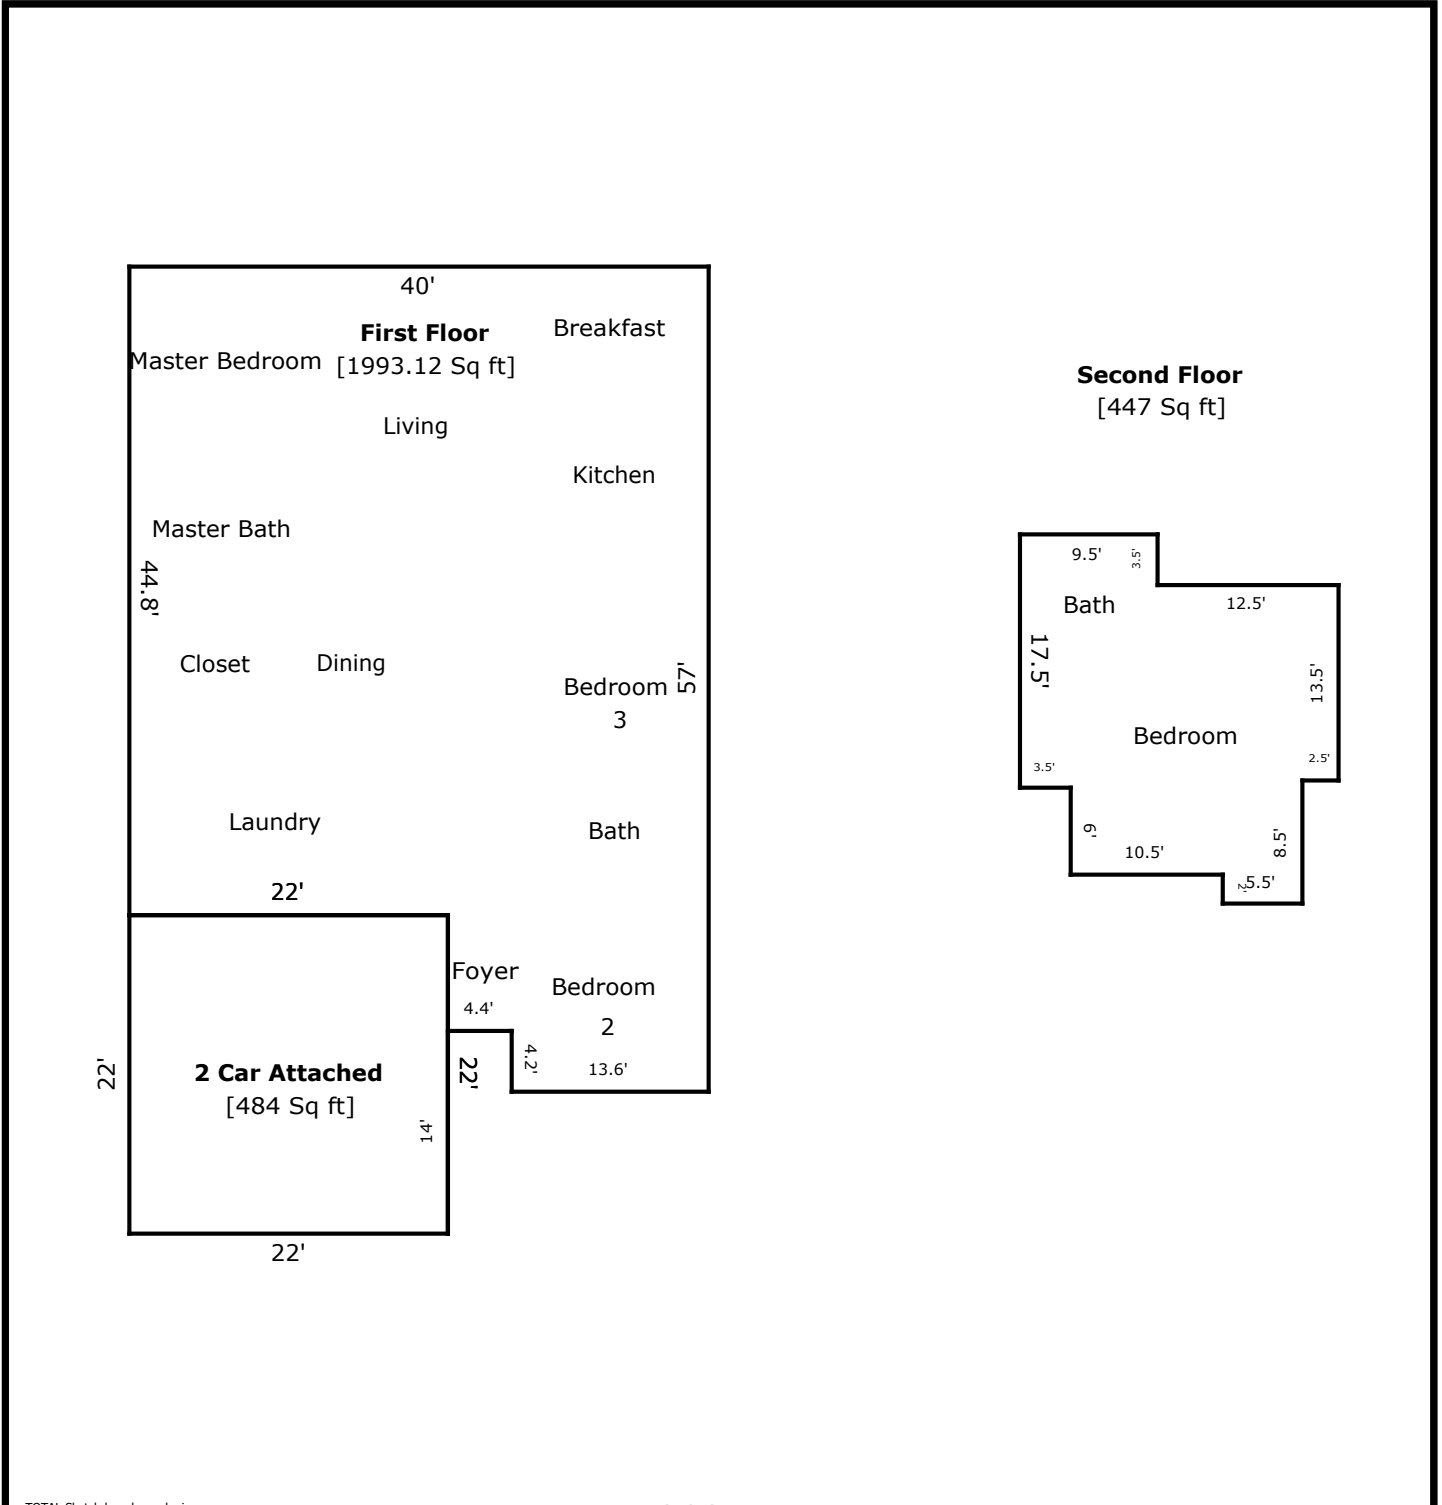 40'
First Floor
[1993.12 Sq ft]
Breakfast
Master Bedroom
Living
Kitchen
Master Bath
44.8'
Closet
Dining
Bedroom
3
57'
Laundry
Bath
22'
Foyer
4.4'
Bedroom
2
4.2'
13.6'
22'
2 Car Attached
[484 Sq ft]
22'
14'
22'
Second Floor
[447 Sq ft]
9.5'
3.5'
Bath
12.5'
17.5'
13.5'
Bedroom
3.5'
2.5'
6'
10.5'
8.5'
2'
5.5'